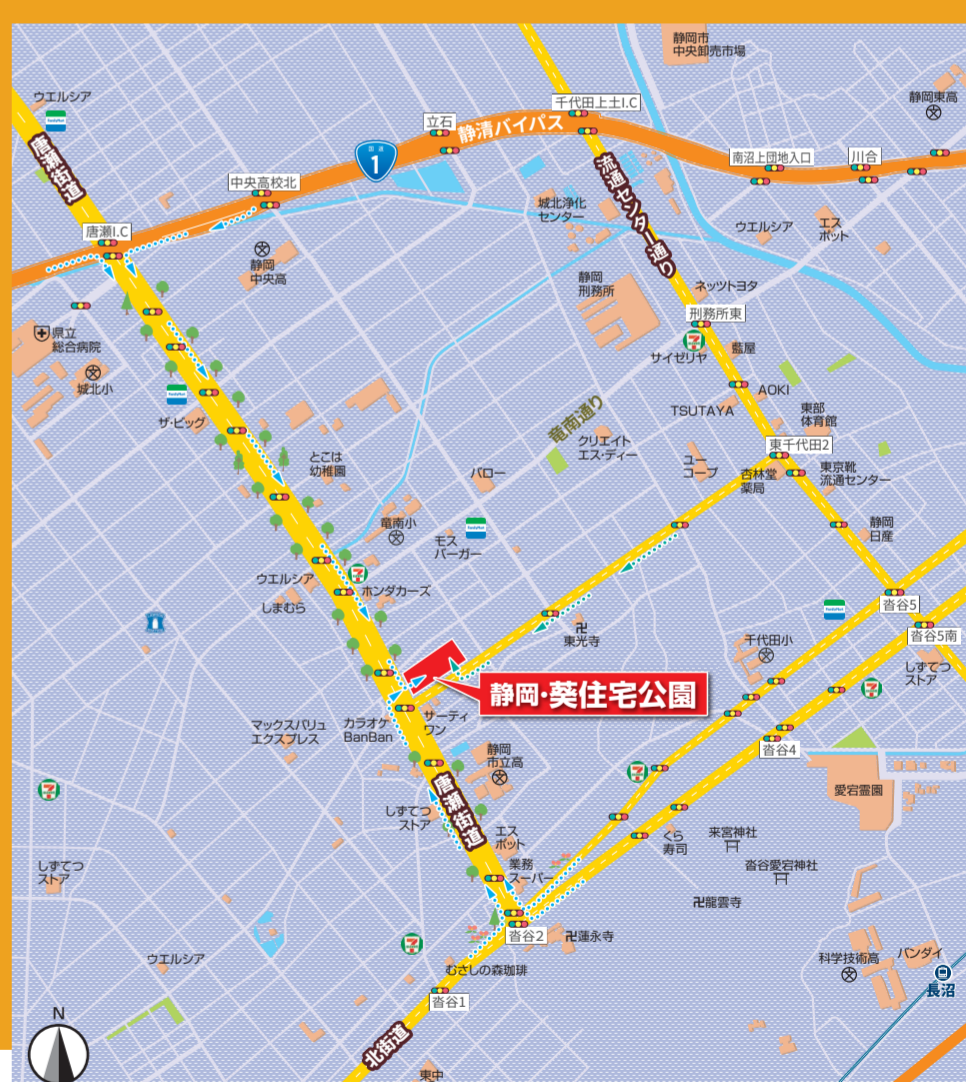 静岡市
中央卸売市場
ウエルシア
千代田上土I.C
静岡東高
立石
静清バイパス
国道
1
南沼上団地入口
川合
唐瀬街道
中央高校北
流通センター通り
城北浄化
センター
ウエルシア
エス
ポット
唐瀬I.C
静岡
中央高
静岡
刑務所
ネッツトヨタ
刑務所東
県立
総合病院
サイゼリヤ
藍屋
城北小
AOKI
TSUTAYA
東部
体育館
ザ・ビッグ
竜南通り
クリエイト
エス・ディー
東千代田2
とこは
幼稚園
バロー
ユー
コープ
杏林堂
薬局
東京靴
流通センター
竜南小
FamilyMart
モス
バーガー
静岡
日産
ウエルシア
しまむら
ホンダカーズ
沓谷5
東光寺
千代田小
沓谷5南
しずてつ
ストア
静岡・葵住宅公園
マックスバリュ
エクスプレス
カラオケ
BanBan
サーティ
ワン
静岡
市立高
沓谷4
唐瀬街道
愛宕霊園
しずてつ
ストア
エス
ポット
くら
寿司
来宮神社
しずてつ
ストア
業務
スーパー
沓谷愛宕神社
卍龍雲寺
沓谷2
卍蓮永寺
ウエルシア
むさしの森珈琲
科学技術高
バンダイ
長沼
沓谷1
N
北街道
東中